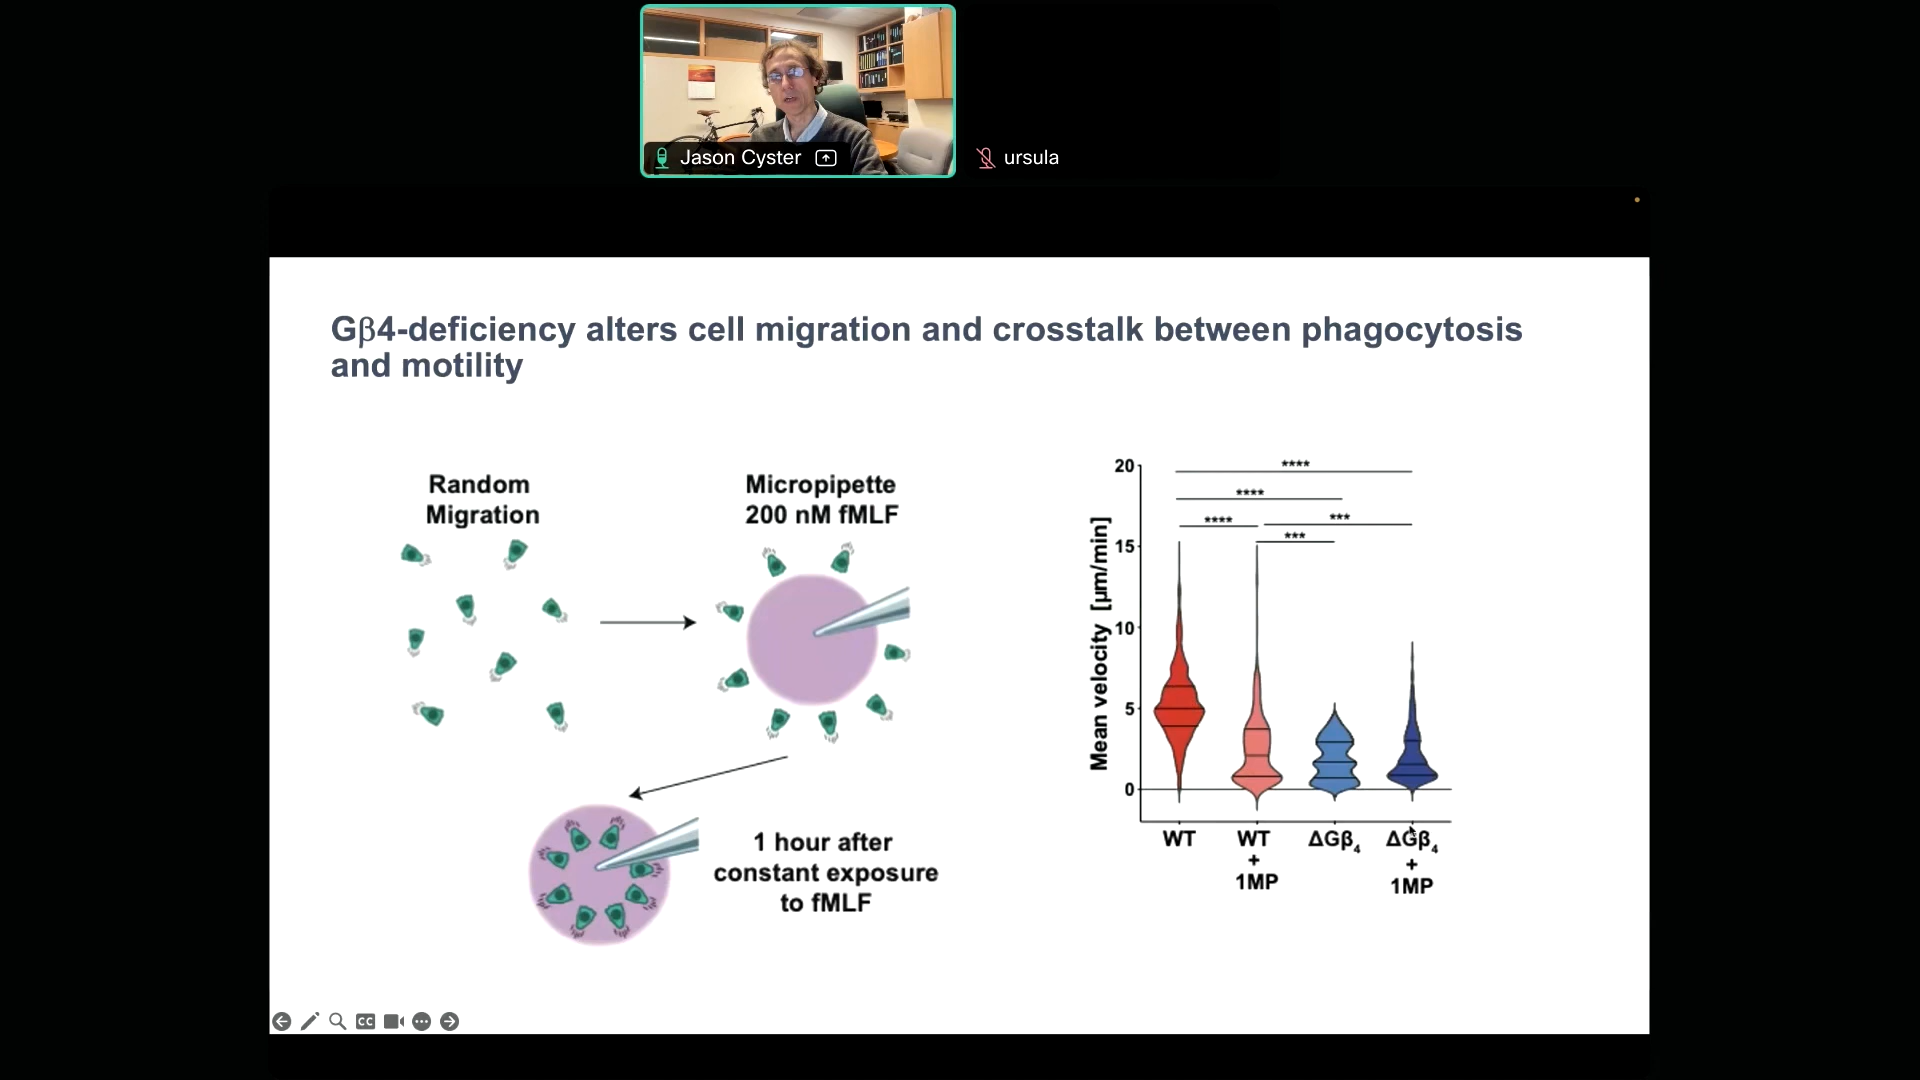 Jason Cyster
ursula
Gβ4-deficiency alters cell migration and crosstalk between phagocytosis
and motility
Random
Migration
Micropipette
200 nM fMLF
1 hour after
constant exposure
to fMLF
Mean velocity [µm/min]
20
15
10
5
0
****
****
****
***
***
WT
WT
+
1MP
ΔGβ₄
ΔGβ₄
+
1MP
CC